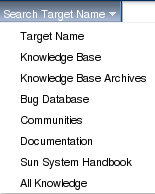 Search Target Name
Target Name
Knowledge Base
Knowledge Base Archives
Bug Database
Communities
Documentation
Sun System Handbook
All Knowledge